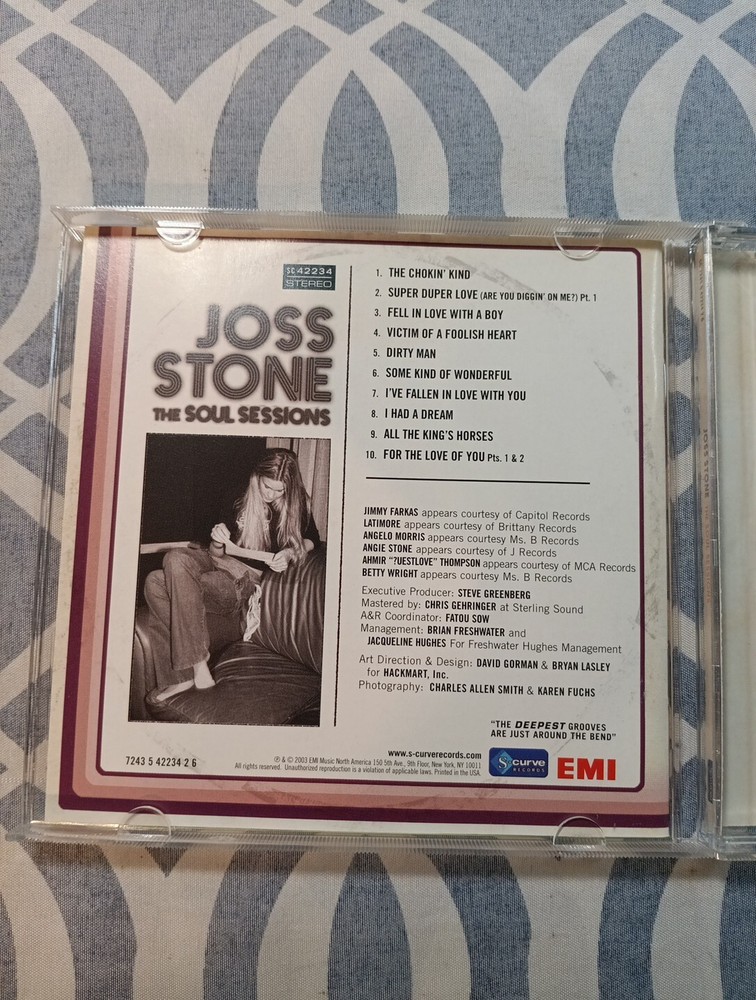 SC 42234
STEREO
JOSS
STONE
THE SOUL SESSIONS
1. THE CHOKIN' KIND
2. SUPER DUPER LOVE (ARE YOU DIGGIN' ON ME?) Pt. 1
3. FELL IN LOVE WITH A BOY
4. VICTIM OF A FOOLISH HEART
5. DIRTY MAN
6. SOME KIND OF WONDERFUL
7. I'VE FALLEN IN LOVE WITH YOU
8. I HAD A DREAM
9. ALL THE KING'S HORSES
10. FOR THE LOVE OF YOU Pts. 1 & 2
JIMMY FARKAS appears courtesy of Capitol Records
LATIMORE appears courtesy of Brittany Records
ANGELO MORRIS appears courtesy Ms. B Records
ANGIE STONE appears courtesy of J Records
AHMIR "?UESTLOVE" THOMPSON appears courtesy of MCA Records
BETTY WRIGHT appears courtesy Ms. B Records
Executive Producer: STEVE GREENBERG
Mastered by: CHRIS GEHRINGER at Sterling Sound
A&R Coordinator: FATOU SOW
Management: BRIAN FRESHWATER and
JACQUELINE HUGHES For Freshwater Hughes Management
Art Direction & Design: DAVID GORMAN & BRYAN LASLEY
for HACKMART, Inc.
Photography: CHARLES ALLEN SMITH & KAREN FUCHS
"THE DEEPEST GROOVES
ARE JUST AROUND THE BEND"
7243 5 42234 2 6
℗ & © 2003 EMI Music North America 150 5th Ave., 9th Floor, New York, NY 10011
All rights reserved. Unauthorized reproduction is a violation of applicable laws. Printed in the USA.
www.s-curverecords.com
S-curve
RECORDS
EMI
JOSS STONE